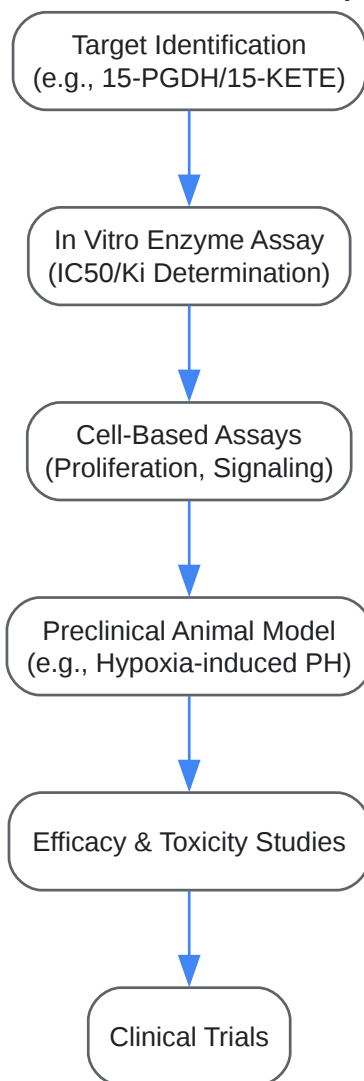 Target Identification
(e.g., 15-PGDH/15-KETE)
In Vitro Enzyme Assay
(IC50/Ki Determination)
Cell-Based Assays
(Proliferation, Signaling)
Preclinical Animal Model
(e.g., Hypoxia-induced PH)
Efficacy & Toxicity Studies
Clinical Trials